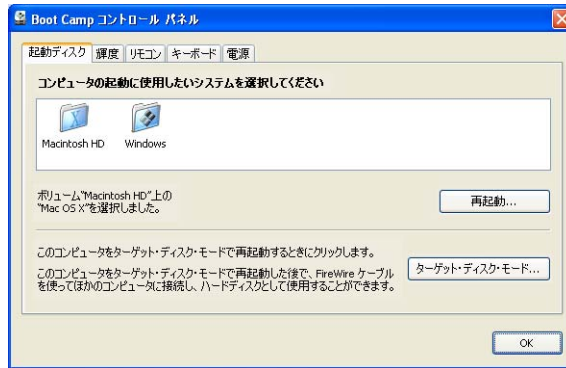 Boot Camp コントロール パネル
起動ディスク 輝度 リモコン キーボード 電源
コンピュータの起動に使用したいシステムを選択してください
Macintosh HD Windows
ボリューム"Macintosh HD"上の
"Mac OS X"を選択しました。
再起動...
このコンピュータをターゲット・ディスク・モードで再起動するときにクリックします。
このコンピュータをターゲット・ディスク・モードで再起動した後で、FireWire ケーブル
を使ってほかのコンピュータに接続し、ハードディスクとして使用することができます。
ターゲット・ディスク・モード...
OK